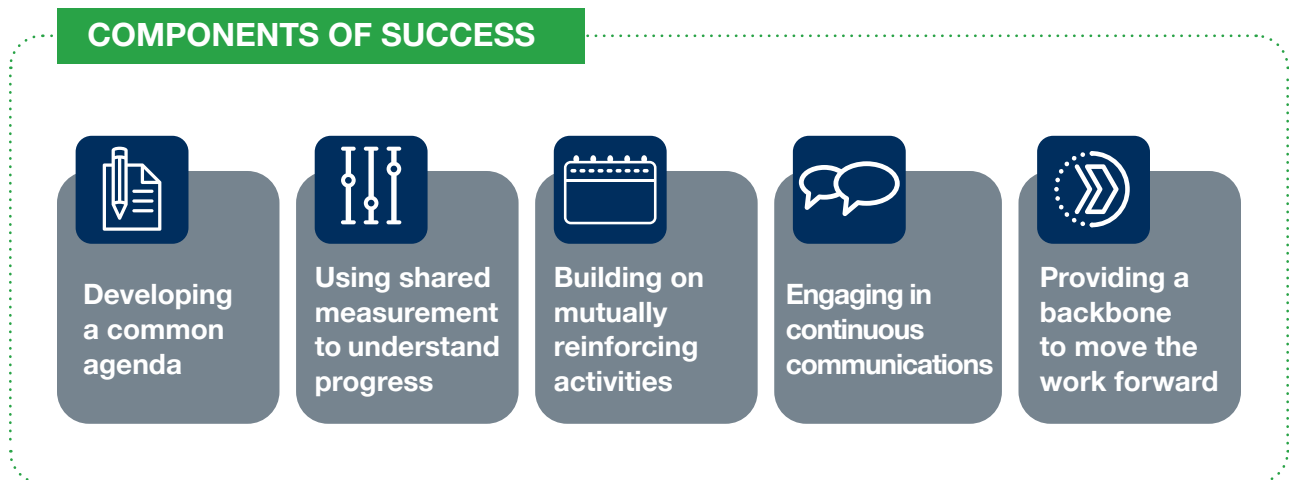 COMPONENTS OF SUCCESS
Developing
a common
agenda
Using shared
measurement
to understand
progress
Building on
mutually
reinforcing
activities
Engaging in
continuous
communications
Providing a
backbone
to move the
work forward